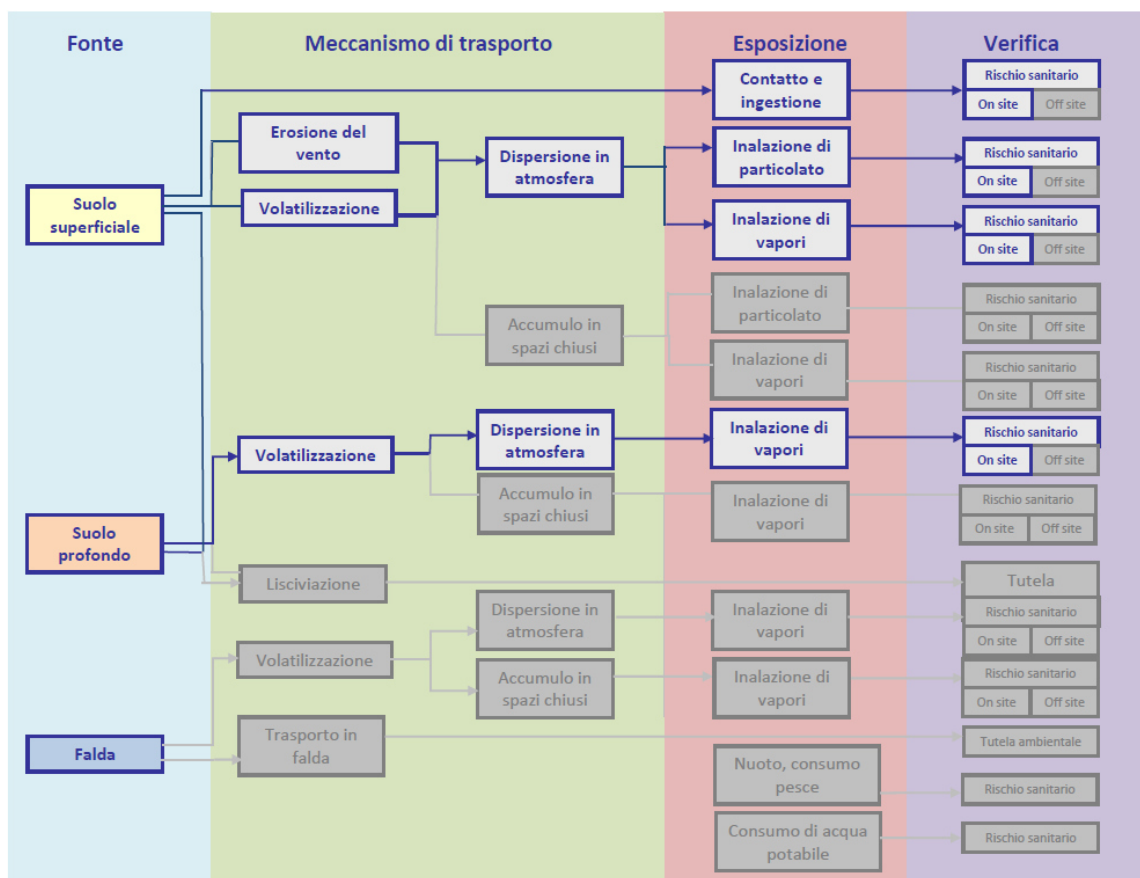 Fonte
Meccanismo di trasporto
Esposizione
Verifica
Contatto e
ingestione
Rischio sanitario
On site
Off site
Erosione del
vento
Dispersione in
atmosfera
Inalazione di
particolato
Rischio sanitario
On site
Off site
Suolo
superficiale
Volatilizzazione
Inalazione di
vapori
Rischio sanitario
On site
Off site
Accumulo in
spazi chiusi
Inalazione di
particolato
Rischio sanitario
On site
Off site
Inalazione di
vapori
Rischio sanitario
On site
Off site
Volatilizzazione
Dispersione in
atmosfera
Inalazione di
vapori
Rischio sanitario
On site
Off site
Accumulo in
spazi chiusi
Inalazione di
vapori
Rischio sanitario
On site
Off site
Suolo
profondo
Lisciviazione
Tutela
Dispersione in
atmosfera
Inalazione di
vapori
Rischio sanitario
On site
Off site
Volatilizzazione
Accumulo in
spazi chiusi
Inalazione di
vapori
Rischio sanitario
On site
Off site
Falda
Trasporto in
falda
Tutela ambientale
Nuoto, consumo
pesce
Rischio sanitario
Consumo di acqua
potabile
Rischio sanitario